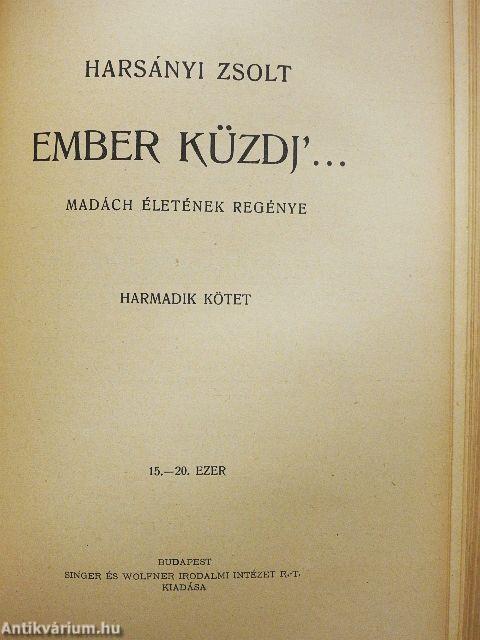 HARSÁNYI ZSOLT
EMBER KÜZDJ'...
MADÁCH ÉLETÉNEK REGÉNYE
HARMADIK KÖTET
15.—20. EZER
BUDAPEST
SINGER ÉS WOLFNER IRODALMI INTÉZET R.-T.
KIADÁSA
Antikvárium.hu